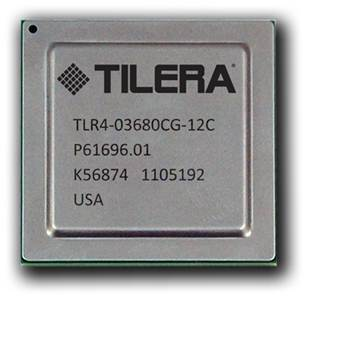 TILERA
TLR4-03680CG-12C
P61696.01
K56874 1105192
USA